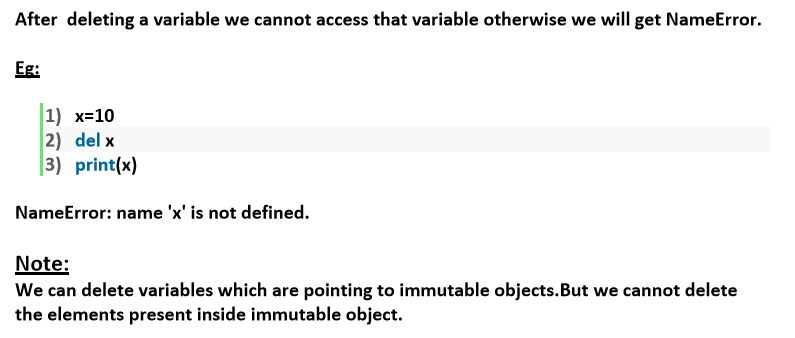 After  deleting a variable we cannot access that variable otherwise we will get NameError.
Eg:
1) x=10
2) del x
3) print(x)
NameError: name 'x' is not defined.
Note:
We can delete variables which are pointing to immutable objects.But we cannot delete
the elements present inside immutable object.